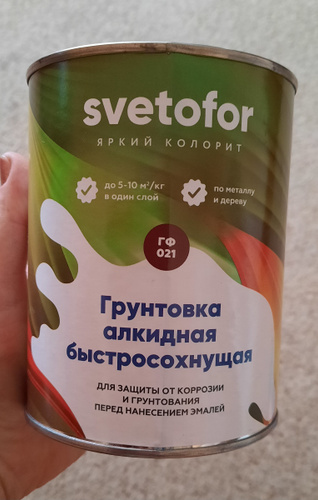 svetofor
ЯРКИЙ КОЛОРИТ
до 5-10 м²/кг
в один слой
по металлу
и дереву
ГФ
021
Грунтовка
алкидная
быстросохнущая
ДЛЯ ЗАЩИТЫ ОТ КОРРОЗИИ
И ГРУНТОВАНИЯ
ПЕРЕД НАНЕСЕНИЕМ ЭМАЛЕЙ